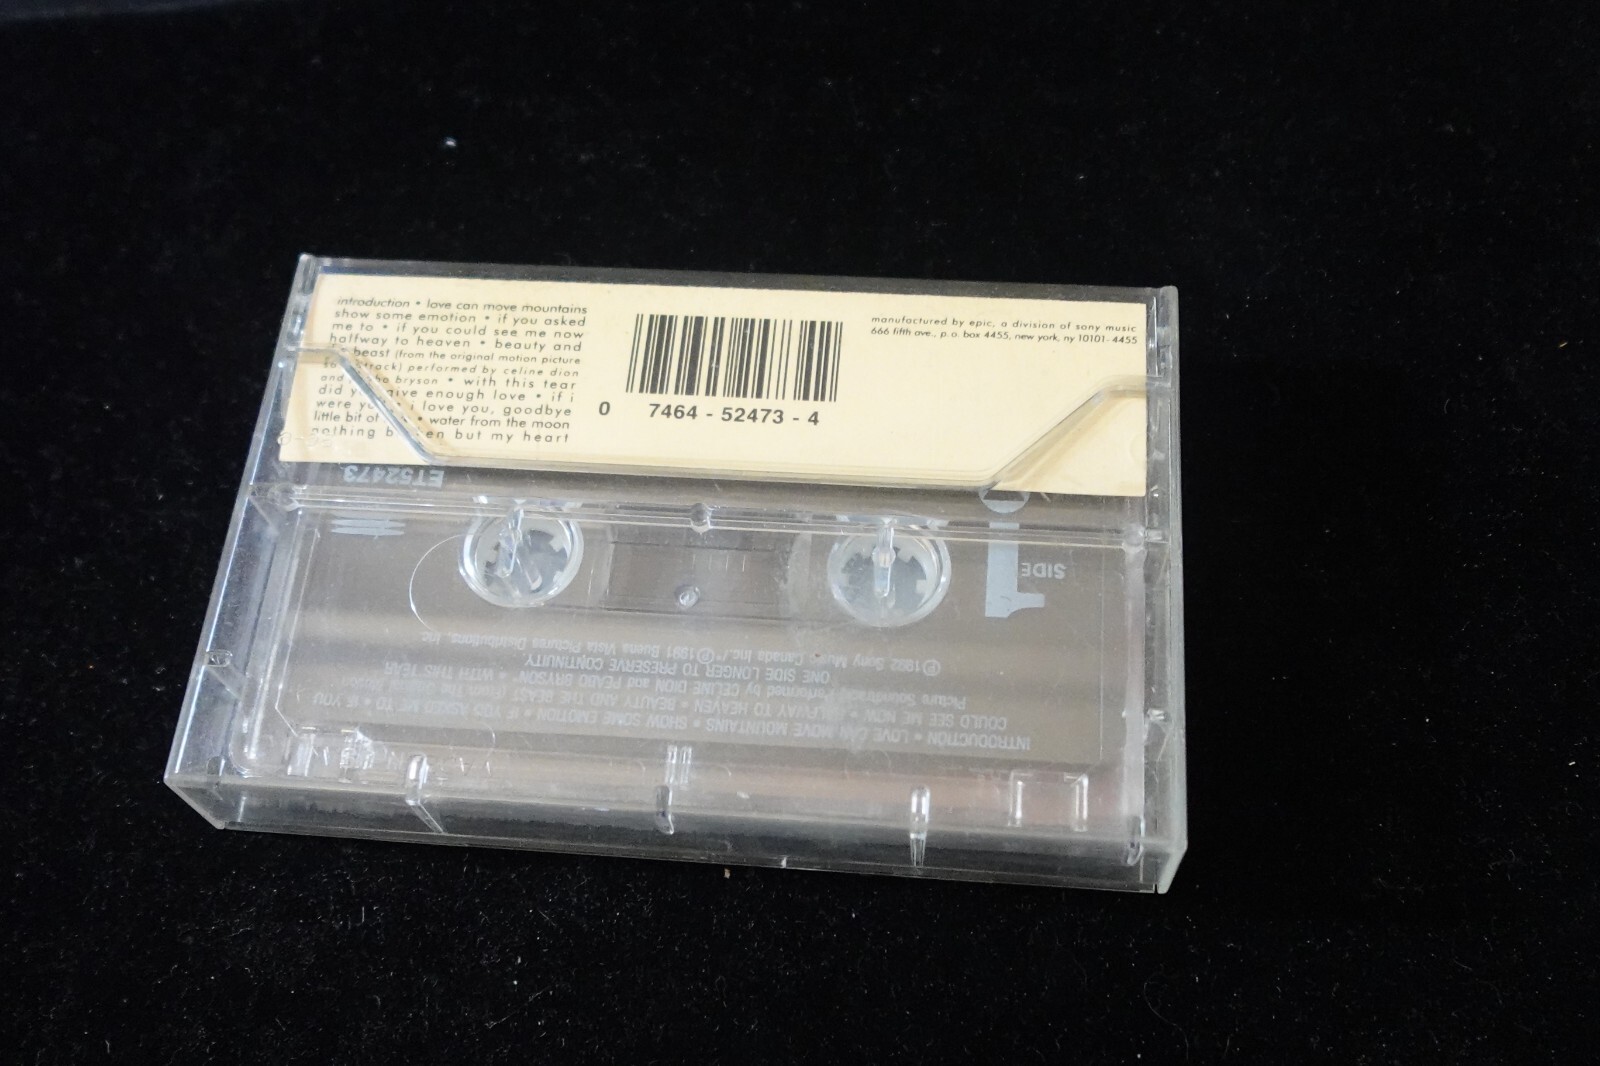 introduction • love can move mountains
show some emotion • if you asked
me to • if you could see me now
halfway to heaven • beauty and
beast (from the original motion picture
performed by celine dion
and bryson • with this tear
did give enough love • if i
were • i love you, goodbye
little bit of • water from the moon
nothing but my heart
0 7464 - 52473 - 4
manufactured by epic, a division of sony music
666 fifth ave., p. o. box 4455, new york, ny 10101-4455
ET52473
SIDE
1
INTRODUCTION • LOVE CAN MOVE MOUNTAINS • SHOW SOME EMOTION • IF YOU ASKED ME TO • IF YOU
COULD SEE ME NOW • TO HEAVEN • BEAUTY AND THE BEAST (From The
Picture Performed by CELINE DION and PEABO BRYSON* • WITH THIS TEAR
ONE SIDE LONGER TO PRESERVE CONTINUITY.
℗1992 Sony Music Canada Inc./*℗1991 Buena Vista Pictures Distributions, Inc.